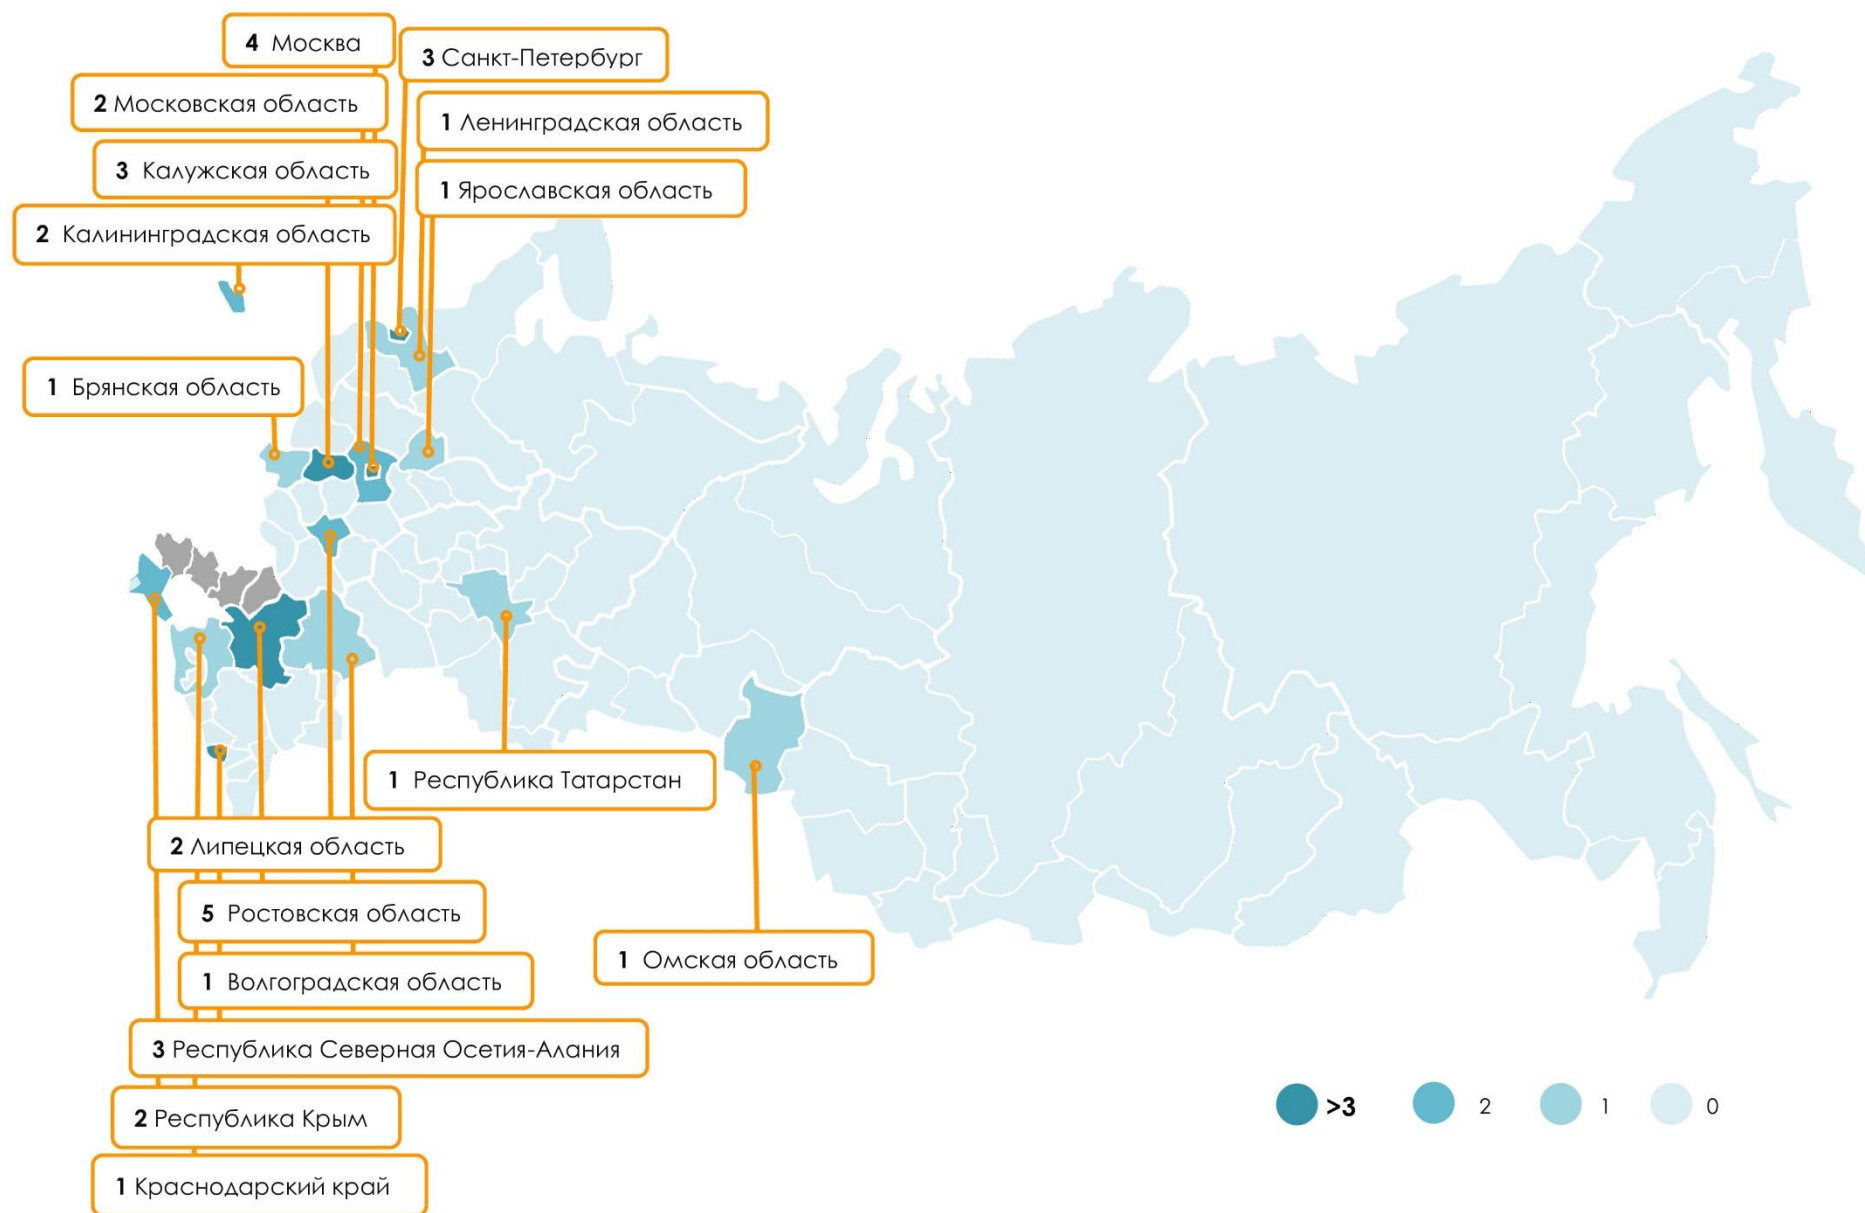 4 Москва
3 Санкт-Петербург
2 Московская область
1 Ленинградская область
3 Калужская область
1 Ярославская область
2 Калининградская область
1 Брянская область
1 Республика Татарстан
2 Липецкая область
5 Ростовская область
1 Омская область
1 Волгоградская область
3 Республика Северная Осетия-Алания
2 Республика Крым
1 Краснодарский край
>3 2 1 0